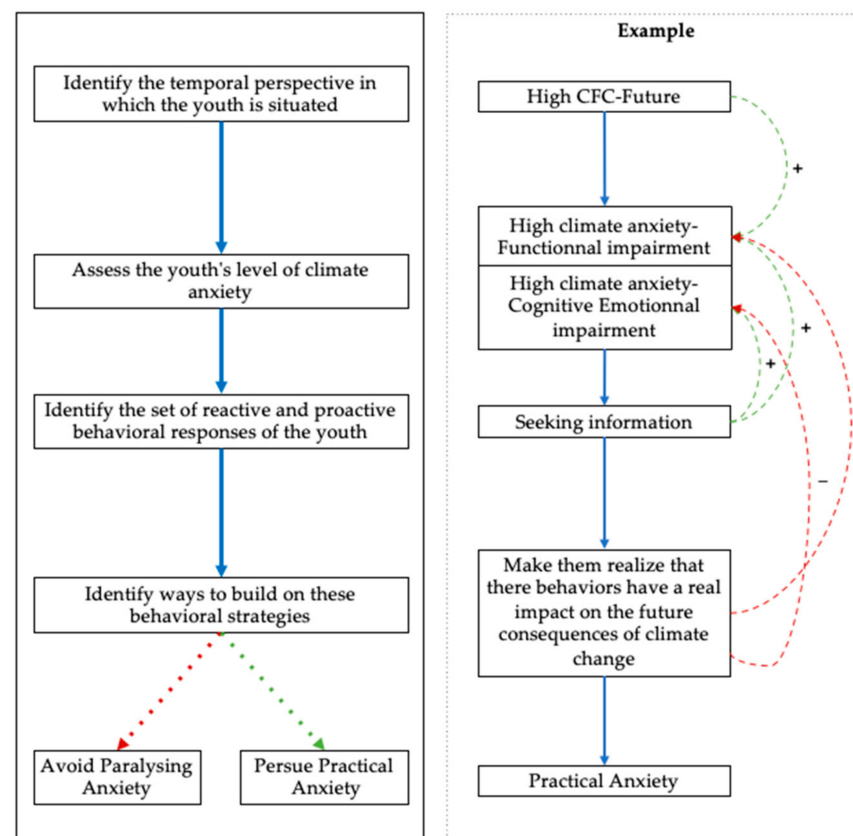 Identify the temporal perspective in
which the youth is situated
Assess the youth's level of climate
anxiety
Identify the set of reactive and proactive
behavioral responses of the youth
Identify ways to build on these
behavioral strategies
Avoid Paralysing
Anxiety
Persue Practical
Anxiety
Example
High CFC-Future
+
High climate anxiety-
Functionnal impairment
High climate anxiety-
Cognitive Emotionnal
impairment
+
+
Seeking information
–
Make them realize that
there behaviors have a real
impact on the future
consequences of climate
change
Practical Anxiety